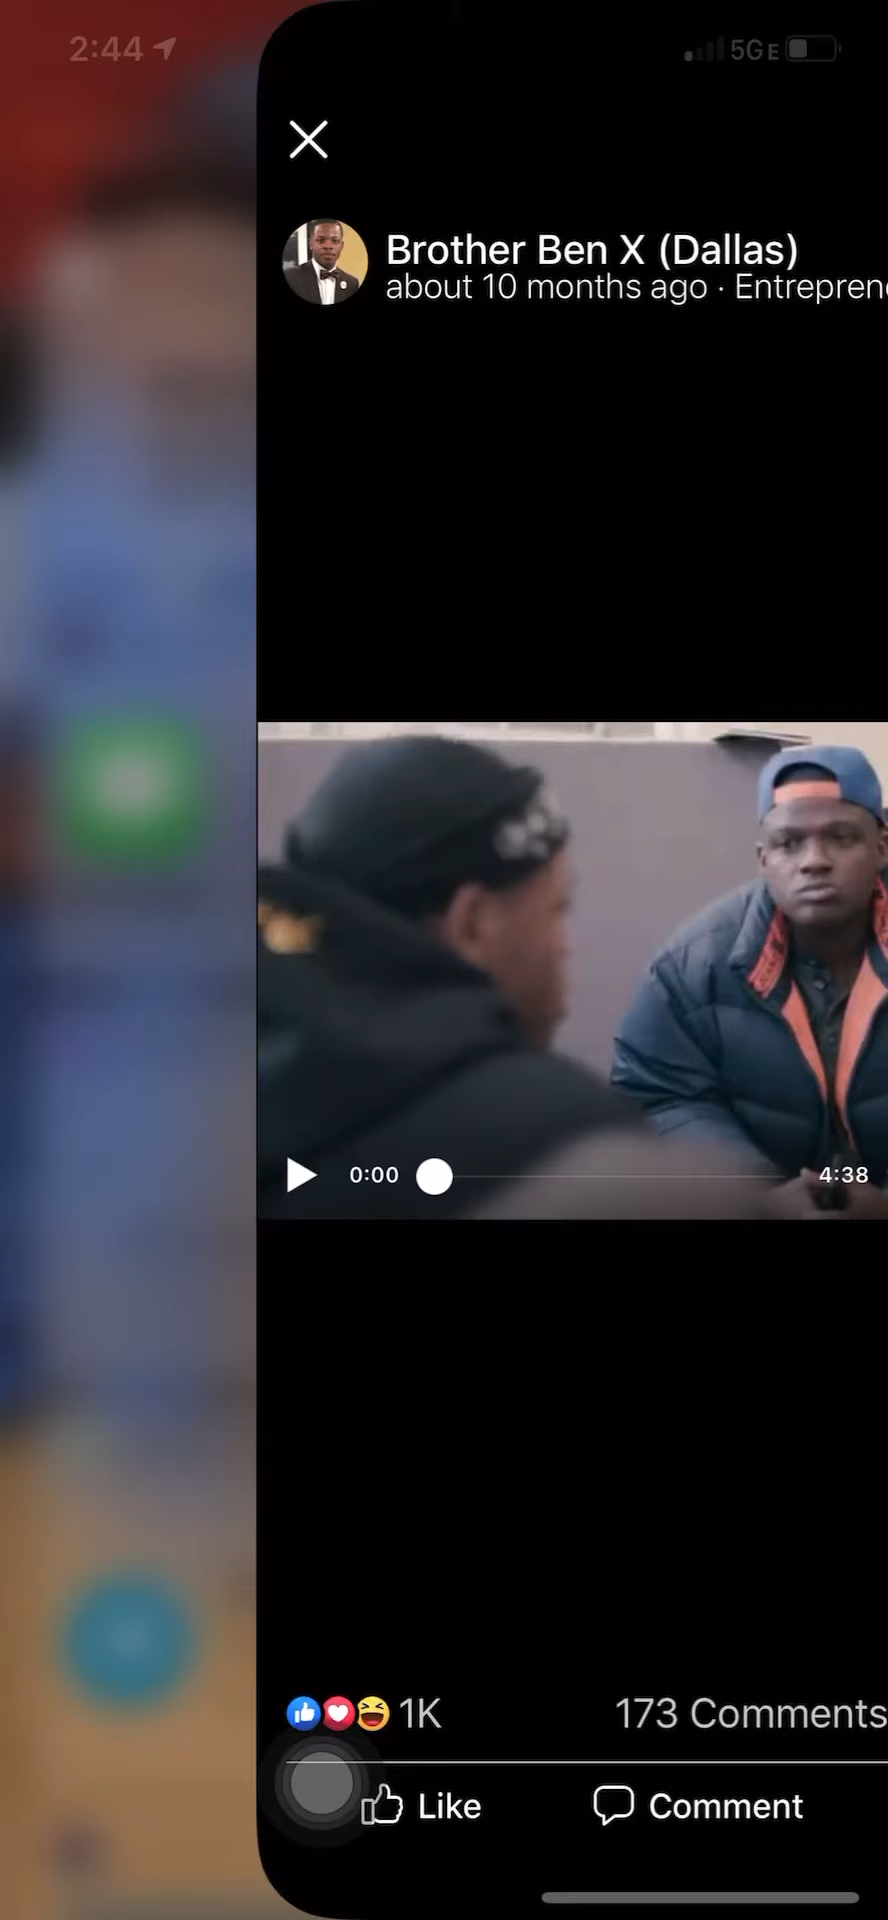 2:44
5GE
Brother Ben X (Dallas)
about 10 months ago · Entrepren
0:00
4:38
1K
173 Comments
Like
Comment